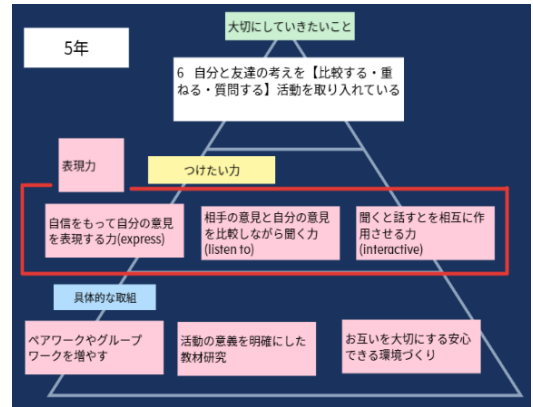 大切にしていきたいこと
5年
6 自分と友達の考えを【比較する・重
ねる・質問する】活動を取り入れている
表現力
つけたい力
自信をもって自分の意見
を表現する力(express)
相手の意見と自分の意見
を比較しながら聞く力
(listen to)
聞くと話すとを相互に作
用させる力
(interactive)
具体的な取組
ペアワークやグループ
ワークを増やす
活動の意義を明確にした
教材研究
お互いを大切にする安心
できる環境づくり